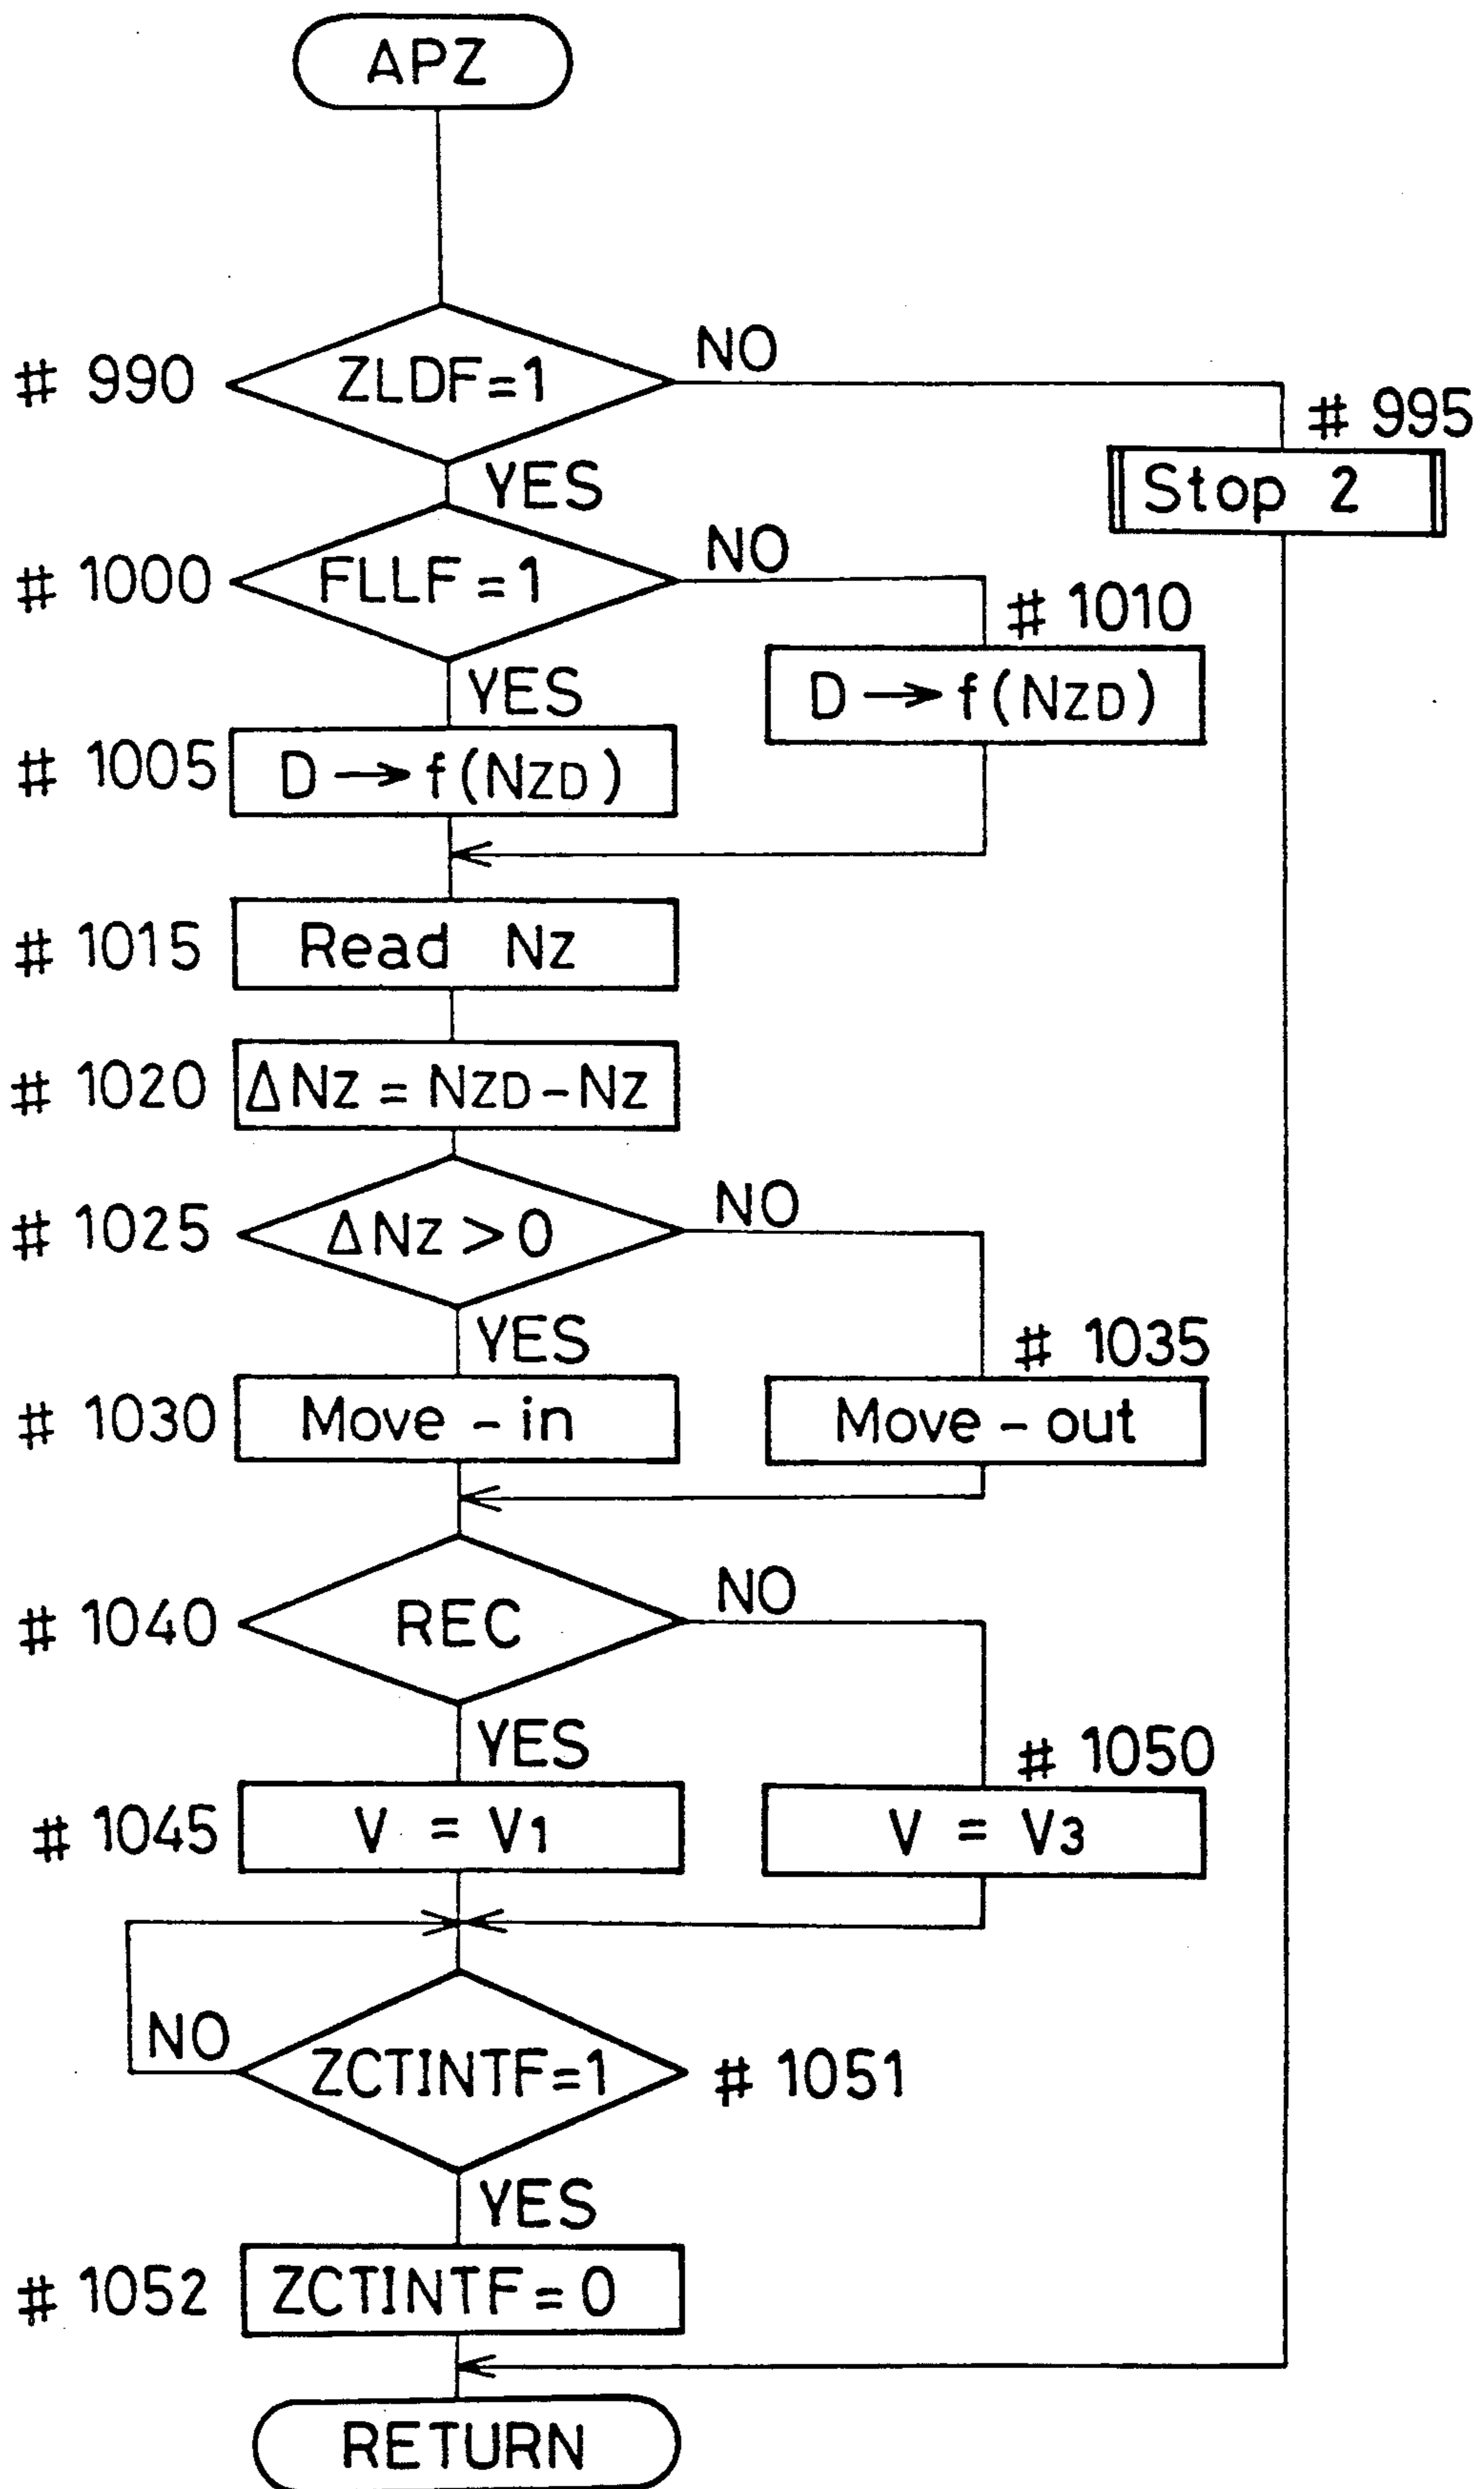 APZ
NO
# 990 ZLDF=1
# 995
YES
Stop 2
NO
# 1000 FLLF=1
# 1010
YES
D→f(NZD)
# 1005 D→f(NZD)
# 1015 Read NZ
# 1020 ΔNZ=NZD-NZ
NO
# 1025 ΔNZ>0
YES
# 1035
# 1030 Move-in
Move-out
NO
# 1040 REC
YES
# 1050
# 1045 V = V1
V = V3
NO
ZCTINTF=1 # 1051
YES
# 1052 ZCTINTF=0
RETURN